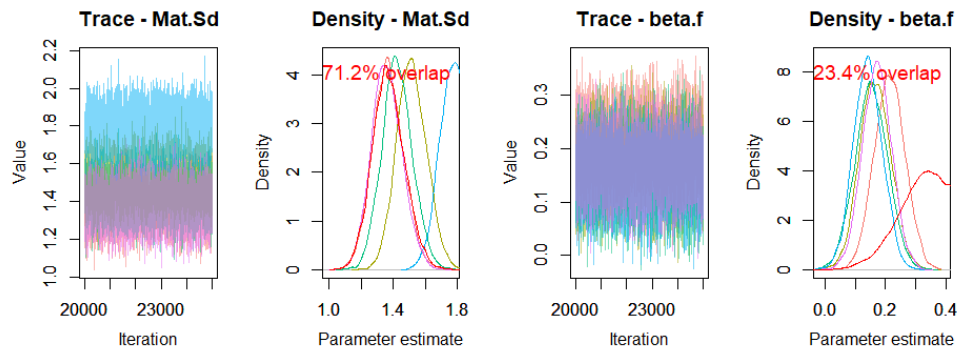 Trace - Mat.Sd
Value
1.0 1.2 1.4 1.6 1.8 2.0 2.2
20000 23000
Iteration
Density - Mat.Sd
71.2% overlap
Density
0 1 2 3 4
1.0 1.4 1.8
Parameter estimate
Trace - beta.f
Value
0.0 0.1 0.2 0.3
20000 23000
Iteration
Density - beta.f
23.4% overlap
Density
0 2 4 6 8
0.0 0.2 0.4
Parameter estimate